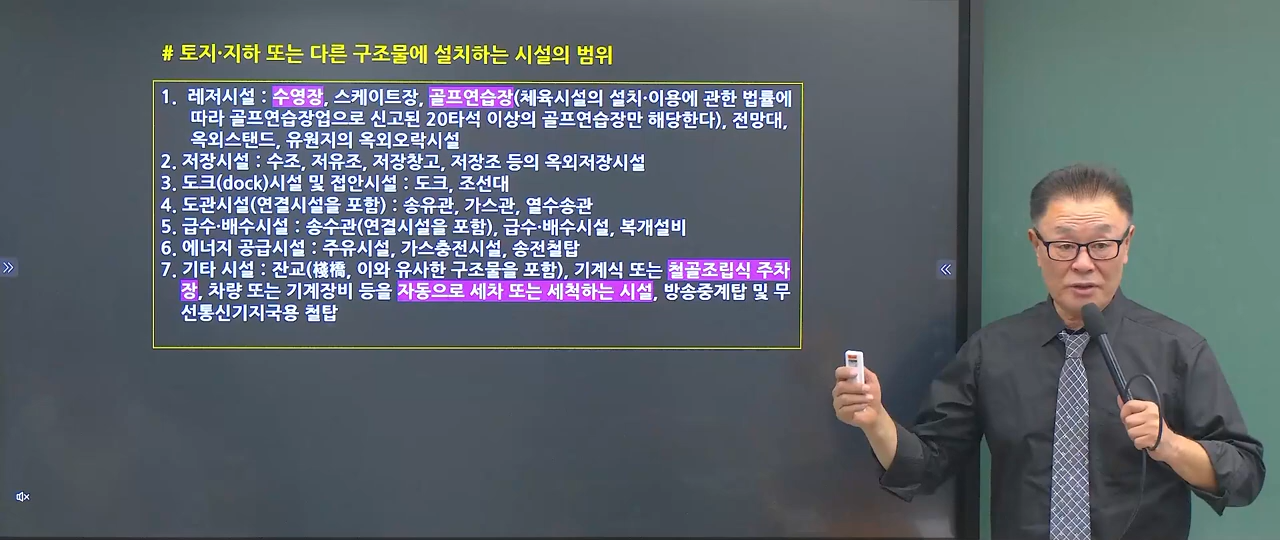 # 토지·지하 또는 다른 구조물에 설치하는 시설의 범위
1. 레저시설 : 수영장, 스케이트장, 골프연습장(체육시설의 설치·이용에 관한 법률에
따라 골프연습장업으로 신고된 20타석 이상의 골프연습장만 해당한다), 전망대,
옥외스탠드, 유원지의 옥외오락시설
2. 저장시설 : 수조, 저유조, 저장창고, 저장조 등의 옥외저장시설
3. 도크(dock)시설 및 접안시설 : 도크, 조선대
4. 도관시설(연결시설을 포함) : 송유관, 가스관, 열수송관
5. 급수·배수시설 : 송수관(연결시설을 포함), 급수·배수시설, 복개설비
6. 에너지 공급시설 : 주유시설, 가스충전시설, 송전철탑
7. 기타 시설 : 잔교(棧橋, 이와 유사한 구조물을 포함), 기계식 또는 철골조립식 주차
장, 차량 또는 기계장비 등을 자동으로 세차 또는 세척하는 시설, 방송중계탑 및 무
선통신기지국용 철탑